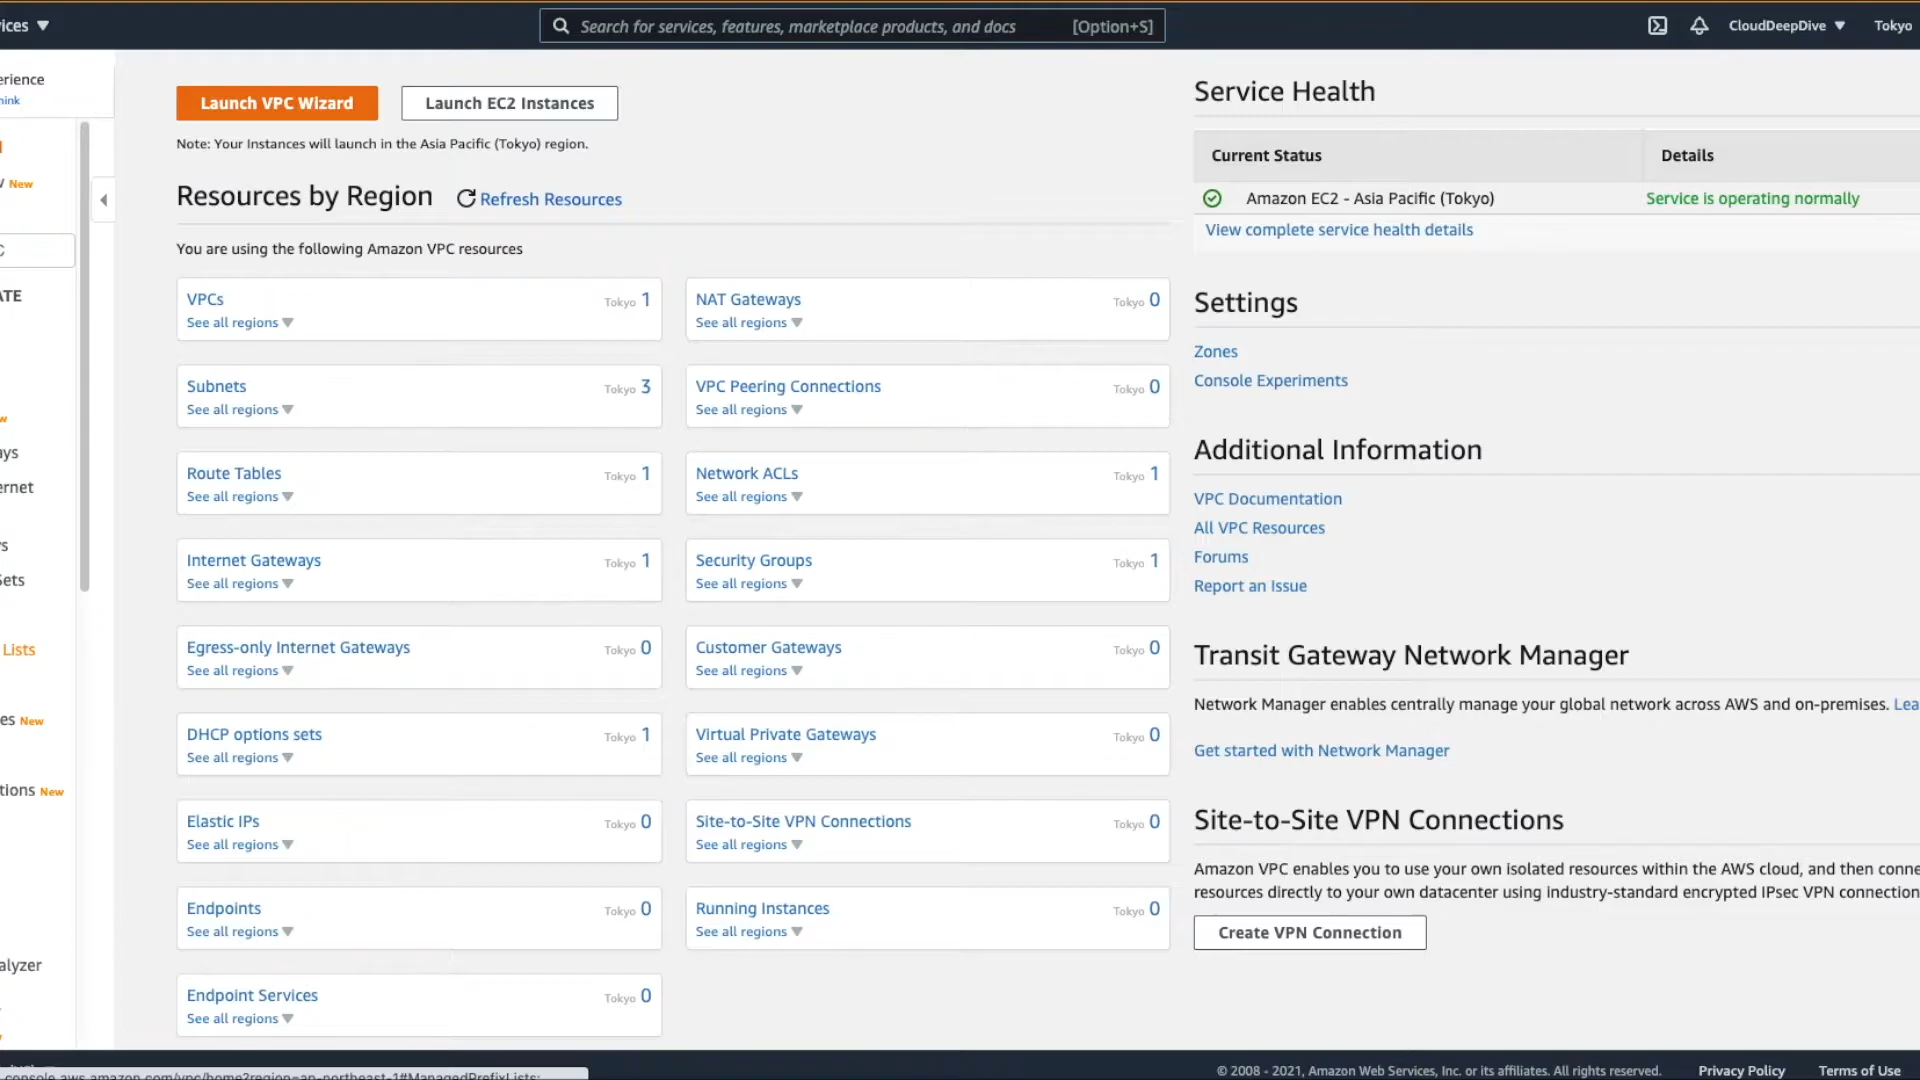 ices ▼
Search for services, features, marketplace products, and docs [Option+S]
CloudDeepDive ▼ Tokyo
erience
hink
New
ATE
ays
ernet
s
Sets
Lists
es New
tions New
alyzer
Launch VPC Wizard Launch EC2 Instances
Note: Your Instances will launch in the Asia Pacific (Tokyo) region.
Resources by Region Refresh Resources
You are using the following Amazon VPC resources
VPCs Tokyo 1
See all regions ▼
NAT Gateways Tokyo 0
See all regions ▼
Subnets Tokyo 3
See all regions ▼
VPC Peering Connections Tokyo 0
See all regions ▼
Route Tables Tokyo 1
See all regions ▼
Network ACLs Tokyo 1
See all regions ▼
Internet Gateways Tokyo 1
See all regions ▼
Security Groups Tokyo 1
See all regions ▼
Egress-only Internet Gateways Tokyo 0
See all regions ▼
Customer Gateways Tokyo 0
See all regions ▼
DHCP options sets Tokyo 1
See all regions ▼
Virtual Private Gateways Tokyo 0
See all regions ▼
Elastic IPs Tokyo 0
See all regions ▼
Site-to-Site VPN Connections Tokyo 0
See all regions ▼
Endpoints Tokyo 0
See all regions ▼
Running Instances Tokyo 0
See all regions ▼
Endpoint Services Tokyo 0
See all regions ▼
Service Health
Current Status Details
Amazon EC2 - Asia Pacific (Tokyo) Service is operating normally
View complete service health details
Settings
Zones
Console Experiments
Additional Information
VPC Documentation
All VPC Resources
Forums
Report an Issue
Transit Gateway Network Manager
Network Manager enables centrally manage your global network across AWS and on-premises. Lea
Get started with Network Manager
Site-to-Site VPN Connections
Amazon VPC enables you to use your own isolated resources within the AWS cloud, and then conne
resources directly to your own datacenter using industry-standard encrypted IPsec VPN connection
Create VPN Connection
console.aws.amazon.com/vpc/home?region=ap-northeast-1#ManagedPrefixLists:
© 2008 - 2021, Amazon Web Services, Inc. or its affiliates. All rights reserved. Privacy Policy Terms of Use